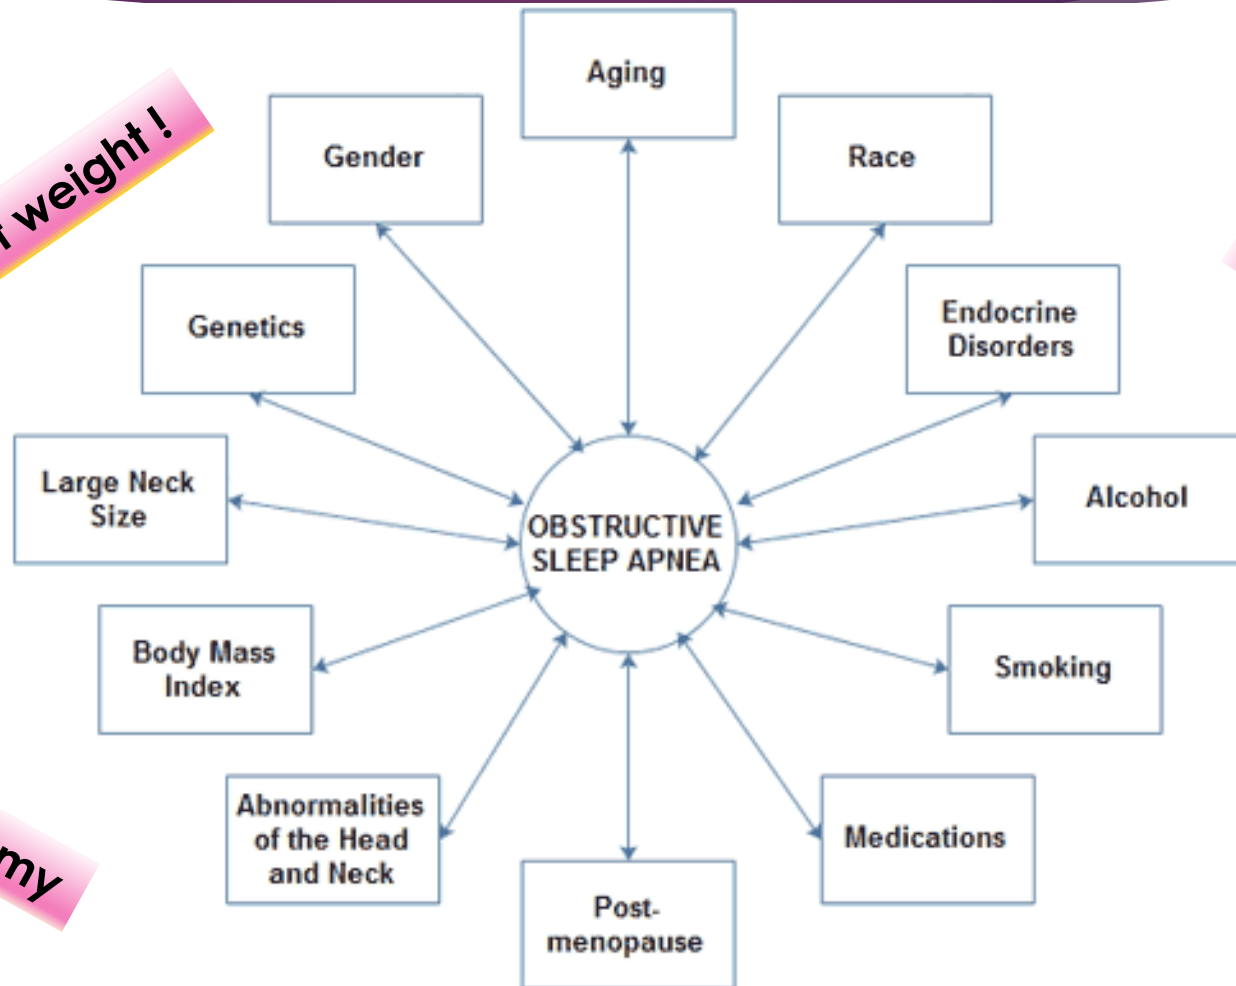 Aging
Gender
Race
weight !
Genetics
Endocrine
Disorders
Large Neck
Size
Alcohol
OBSTRUCTIVE
SLEEP APNEA
Body Mass
Index
Smoking
Abnormalities
of the Head
and Neck
Medications
my
Post-
menopause